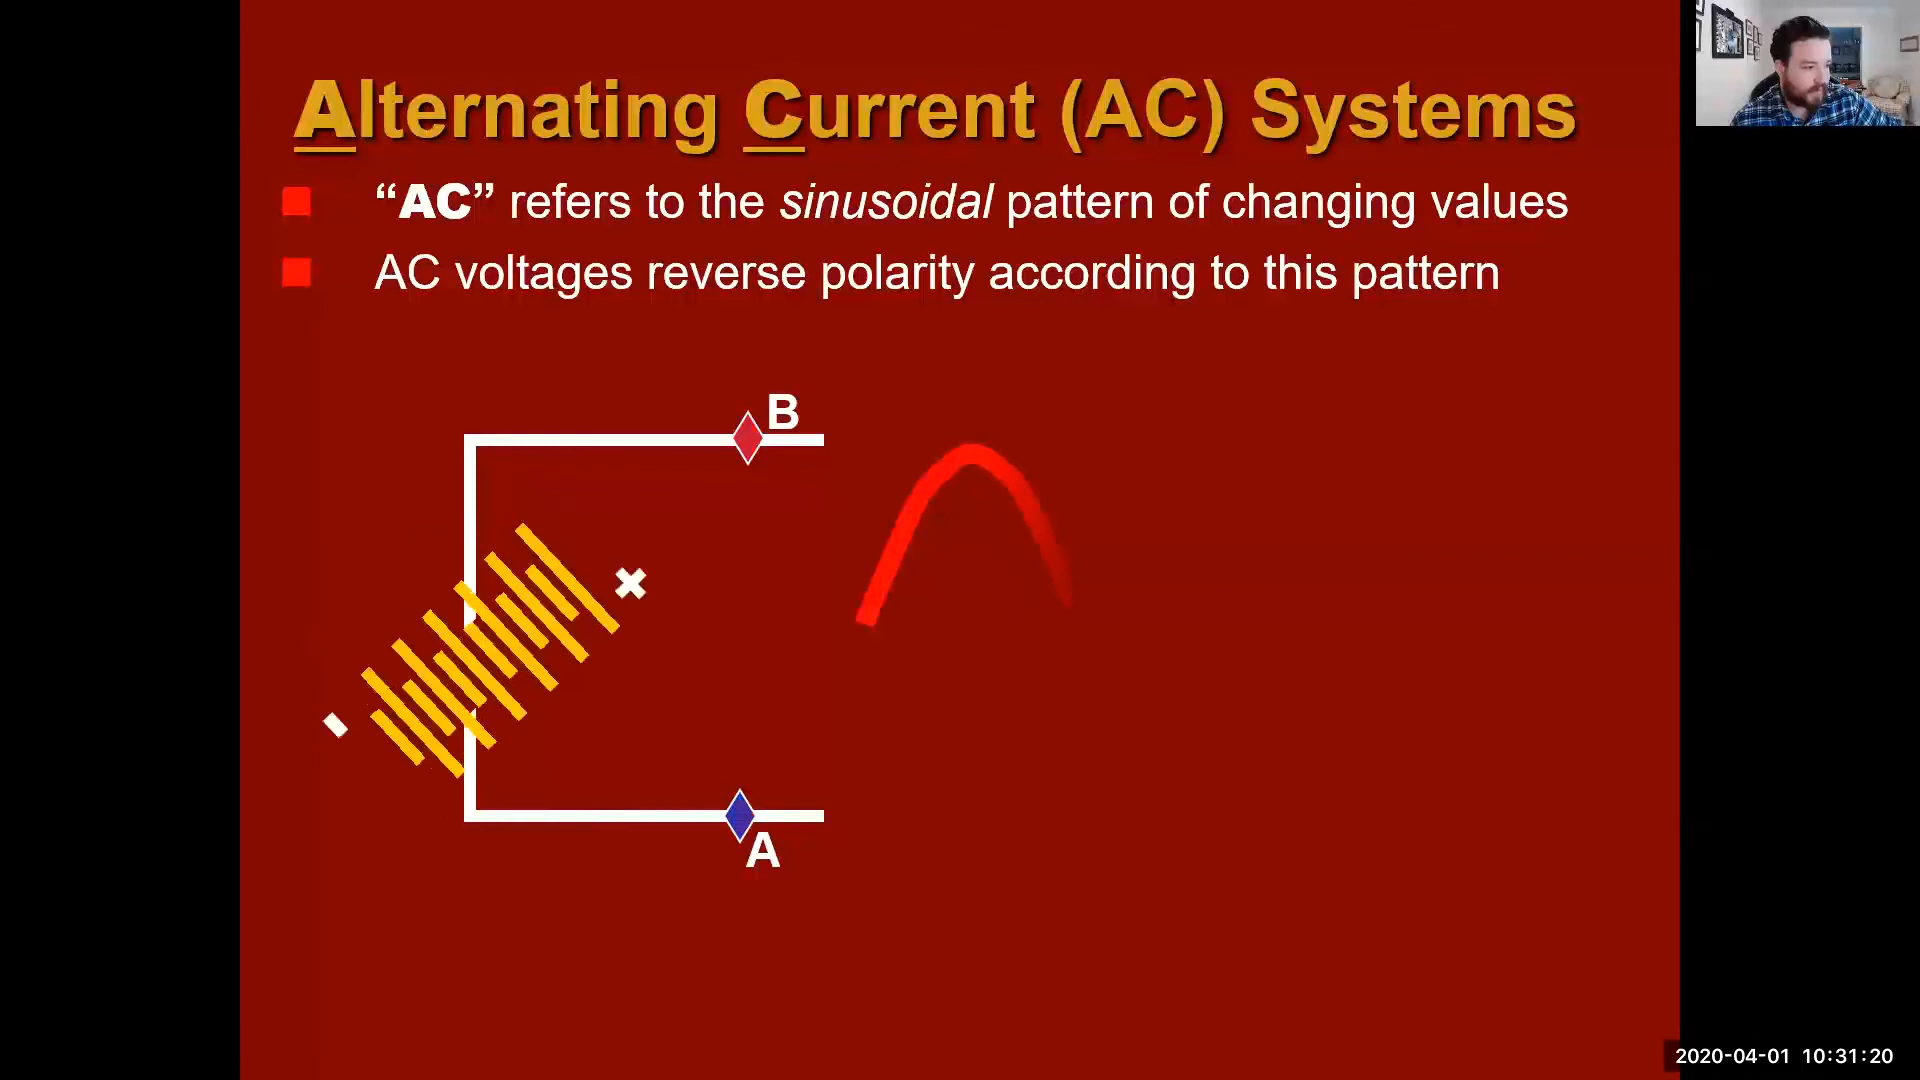 Alternating Current (AC) Systems
“AC” refers to the sinusoidal pattern of changing values
AC voltages reverse polarity according to this pattern
B
A
2020-04-01 10:31:20